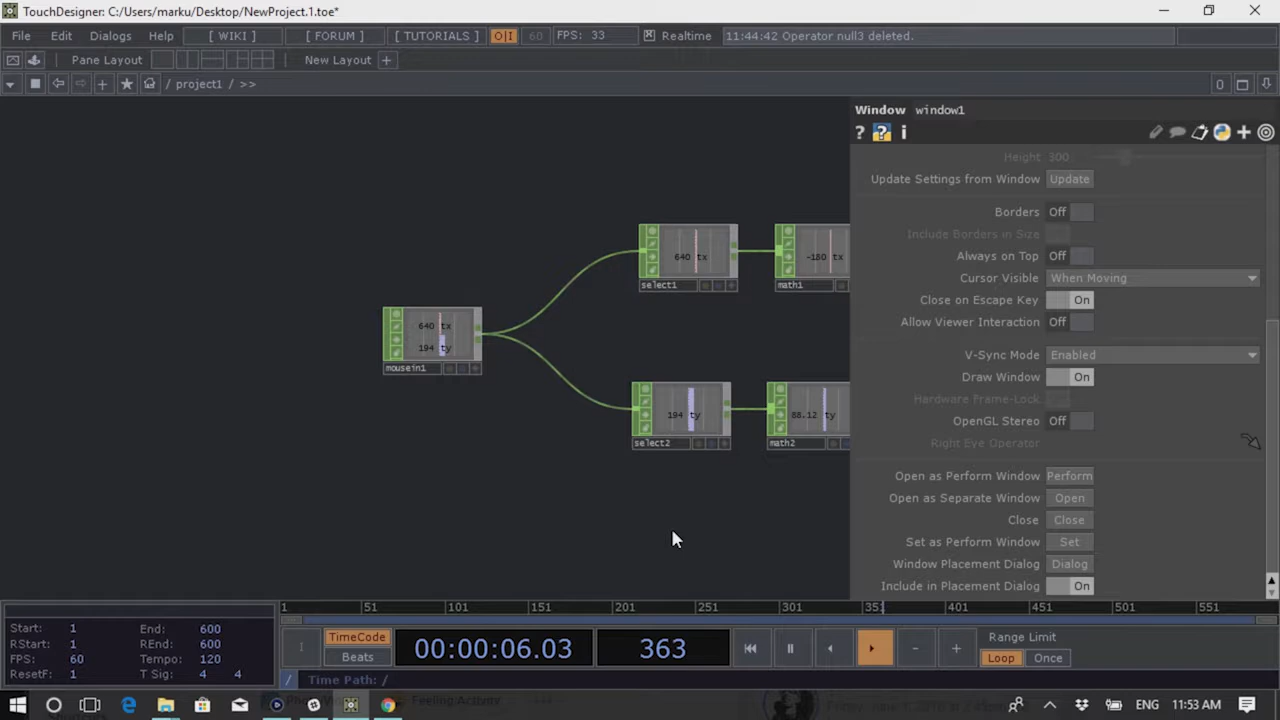 TouchDesigner: C:/Users/marku/Desktop/NewProject.1.toe*
File Edit Dialogs Help [ WIKI ] [ FORUM ] [ TUTORIALS ] O|I 60 FPS: 33 Realtime 11:44:42 Operator null3 deleted.
Pane Layout New Layout +
/ project1 / >> 0
Window window1
? ? i
Height 300
Update Settings from Window Update
Borders Off
Include Borders in Size
Always on Top Off
Cursor Visible When Moving
Close on Escape Key On
Allow Viewer Interaction Off
V-Sync Mode Enabled
Draw Window On
Hardware Frame-Lock
OpenGL Stereo Off
Right Eye Operator
Open as Perform Window Perform
Open as Separate Window Open
Close Close
Set as Perform Window Set
Window Placement Dialog Dialog
Include in Placement Dialog On
640 tx
select1
-180 tx
math1
640 tx
194 ty
mousein1
194 ty
select2
88.12 ty
math2
1 51 101 151 201 251 301 351 401 451 501 551
Start: 1 End: 600
RStart: 1 REnd: 600
FPS: 60 Tempo: 120
ResetF: 1 T Sig: 4 4
TimeCode
Beats
00:00:06.03
363
Range Limit
Loop Once
/ Time Path: /
Feeling Activity
ENG 11:53 AM